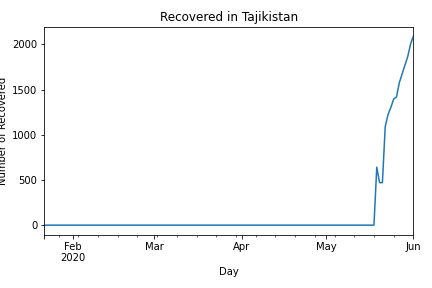 Recovered in Tajikistan
Number of Recovered
2000
1500
1000
500
0
Feb
2020
Mar
Apr
May
Jun
Day